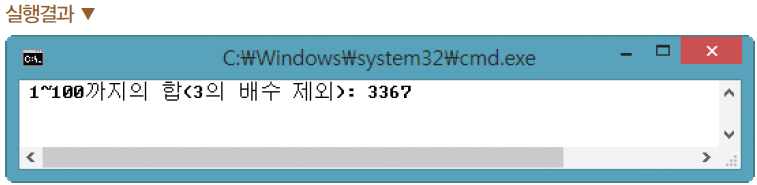 실행결과 ▼
C:\Windows\system32\cmd.exe
1~100까지의 합(3의 배수 제외): 3367